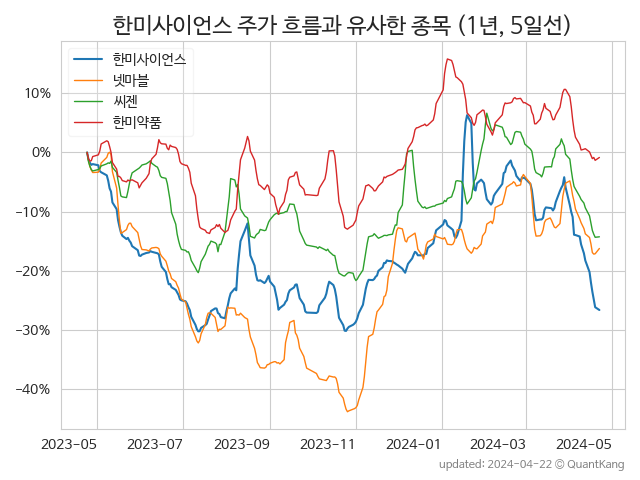 한미사이언스 주가 흐름과 유사한 종목 (1년, 5일선)
한미사이언스
넷마블
씨젠
한미약품
10%
0%
−10%
−20%
−30%
−40%
2023-05 2023-07 2023-09 2023-11 2024-01 2024-03 2024-05
updated: 2024-04-22 © QuantKang